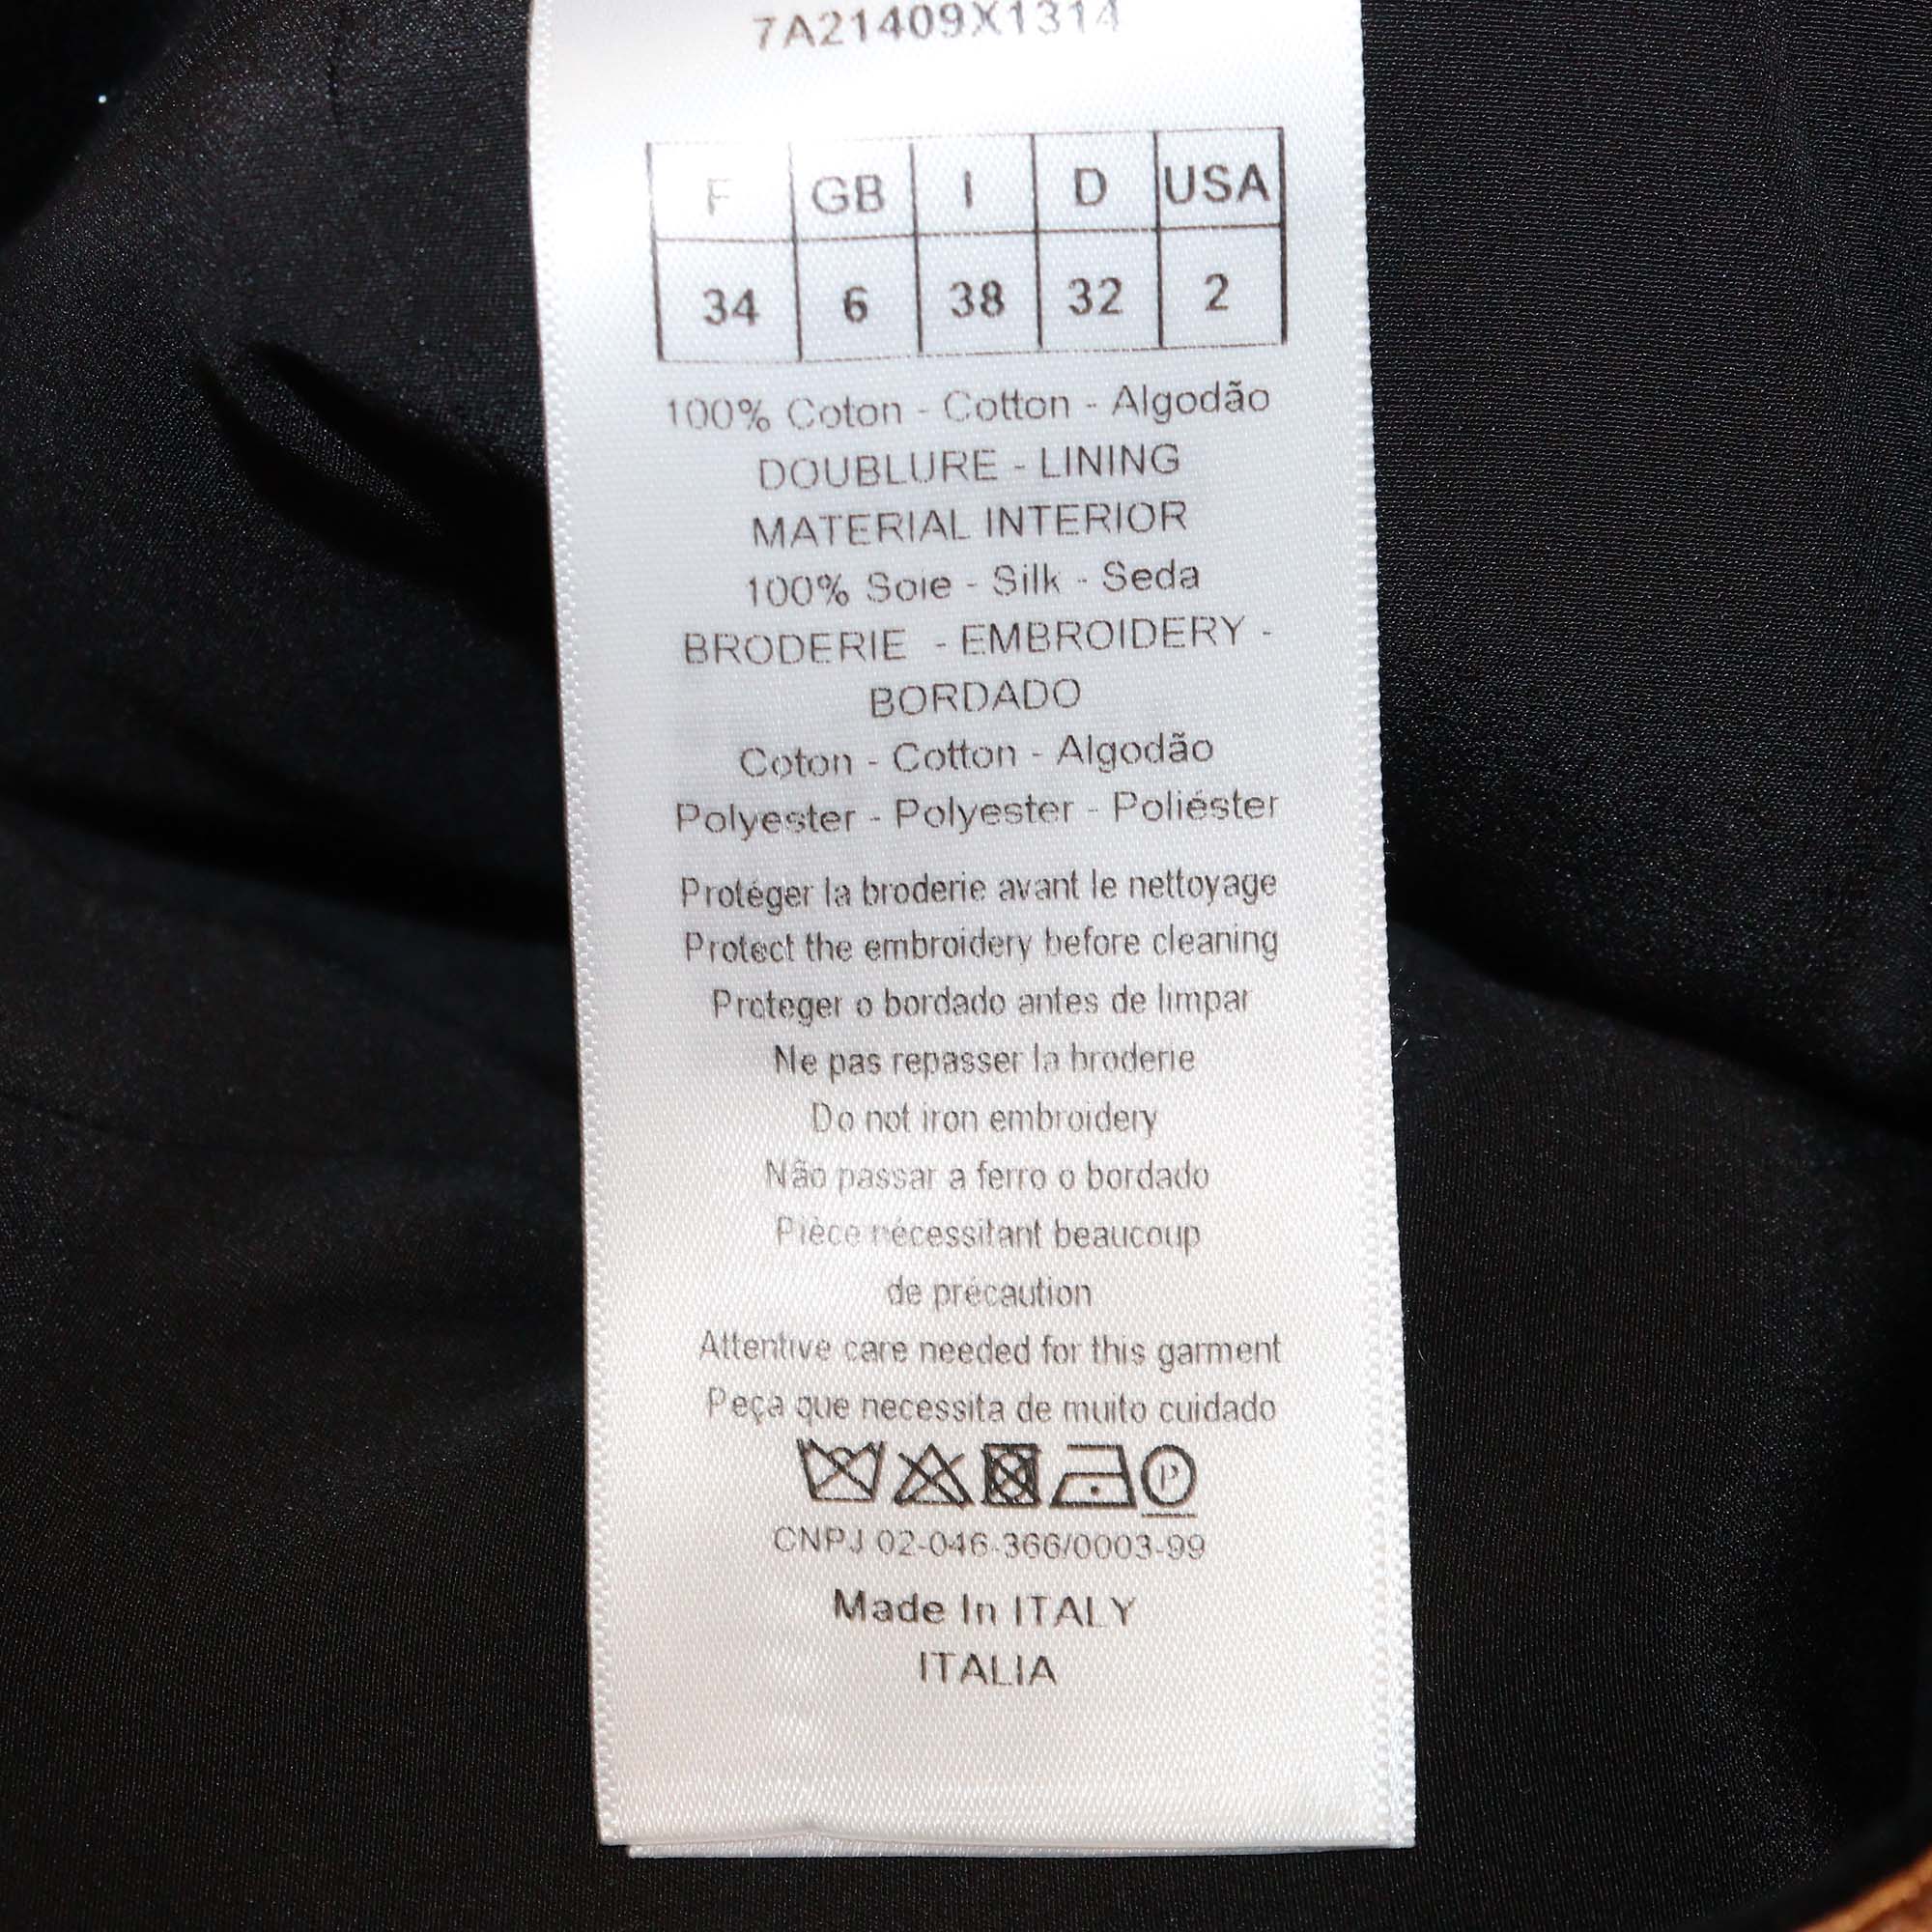 7A21409X1314
F GB I D USA
34 6 38 32 2
100% Coton - Cotton - Algodão
DOUBLURE - LINING
MATERIAL INTERIOR
100% Soie - Silk - Seda
BRODERIE - EMBROIDERY -
BORDADO
Coton - Cotton - Algodão
Polyester - Polyester - Poliéster
Protéger la broderie avant le nettoyage
Protect the embroidery before cleaning
Proteger o bordado antes de limpar
Ne pas repasser la broderie
Do not iron embroidery
Não passar a ferro o bordado
Pièce nécessitant beaucoup
de précaution
Attentive care needed for this garment
Peça que necessita de muito cuidado
P
CNPJ 02-046-366/0003-99
Made In ITALY
ITALIA